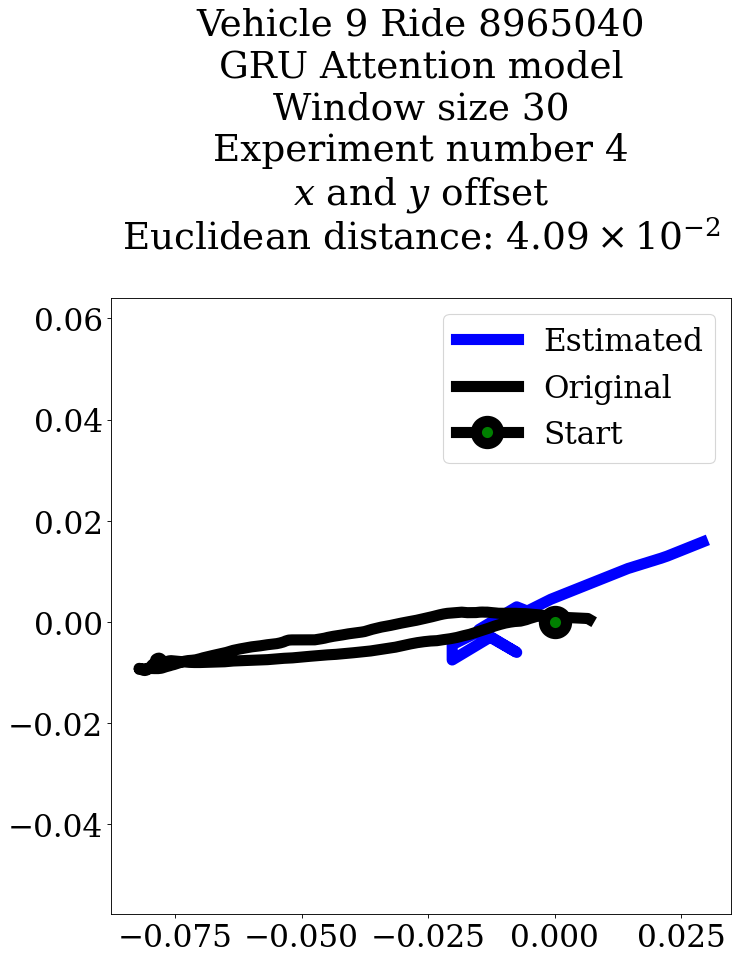 Vehicle 9 Ride 8965040
GRU Attention model
Window size 30
Experiment number 4
x and y offset
Euclidean distance: 4.09 × 10⁻²
Estimated
Original
Start
0.06
0.04
0.02
0.00
−0.02
−0.04
−0.075 −0.050 −0.025 0.000 0.025